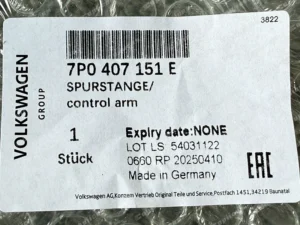 3822
VOLKSWAGEN
GROUP
7P0 407 151 E
SPURSTANGE/
control arm
1
Stück
Expiry date:NONE
LOT LS 54031122
0660 RP 20250410
Made in Germany
EAC
Volkswagen AG,Konzern Vertrieb Original Teile und Service,Postfach 1451,34219 Baunatal